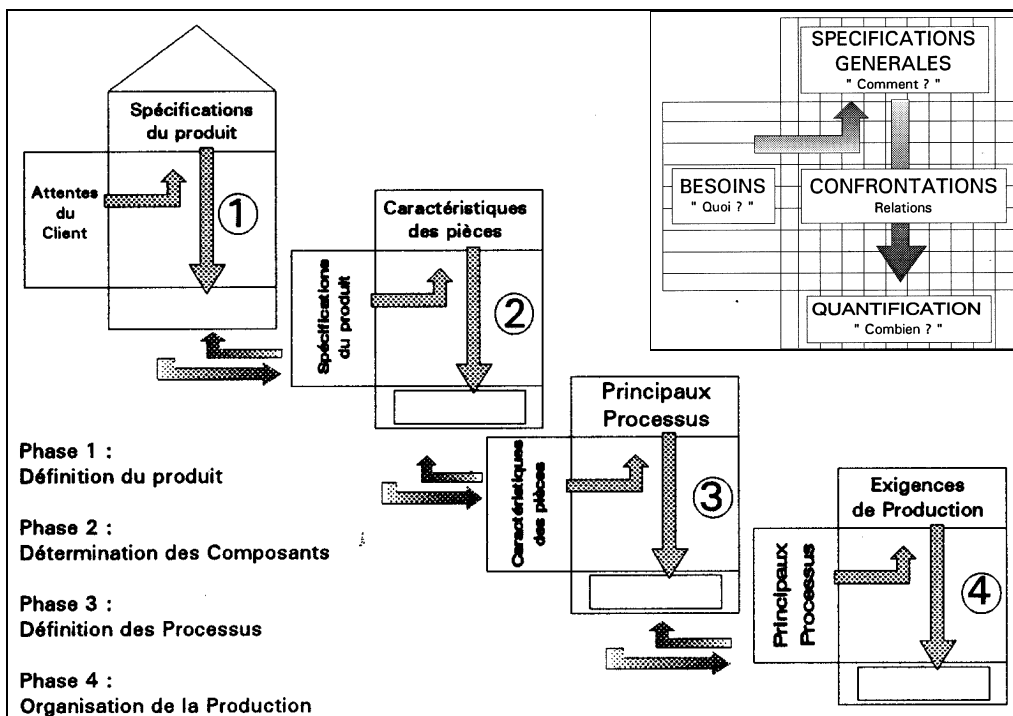 Spécifications
du produit
Attentes
du
Client
1
Caractéristiques
des pièces
Spécifications
du produit
2
Principaux
Processus
Caractéristiques
des pièces
3
Exigences
de Production
Principaux
Processus
4
SPECIFICATIONS
GENERALES
" Comment ? "
BESOINS
" Quoi ? "
CONFRONTATIONS
Relations
QUANTIFICATION
" Combien ? "
Phase 1 :
Définition du produit
Phase 2 :
Détermination des Composants
Phase 3 :
Définition des Processus
Phase 4 :
Organisation de la Production